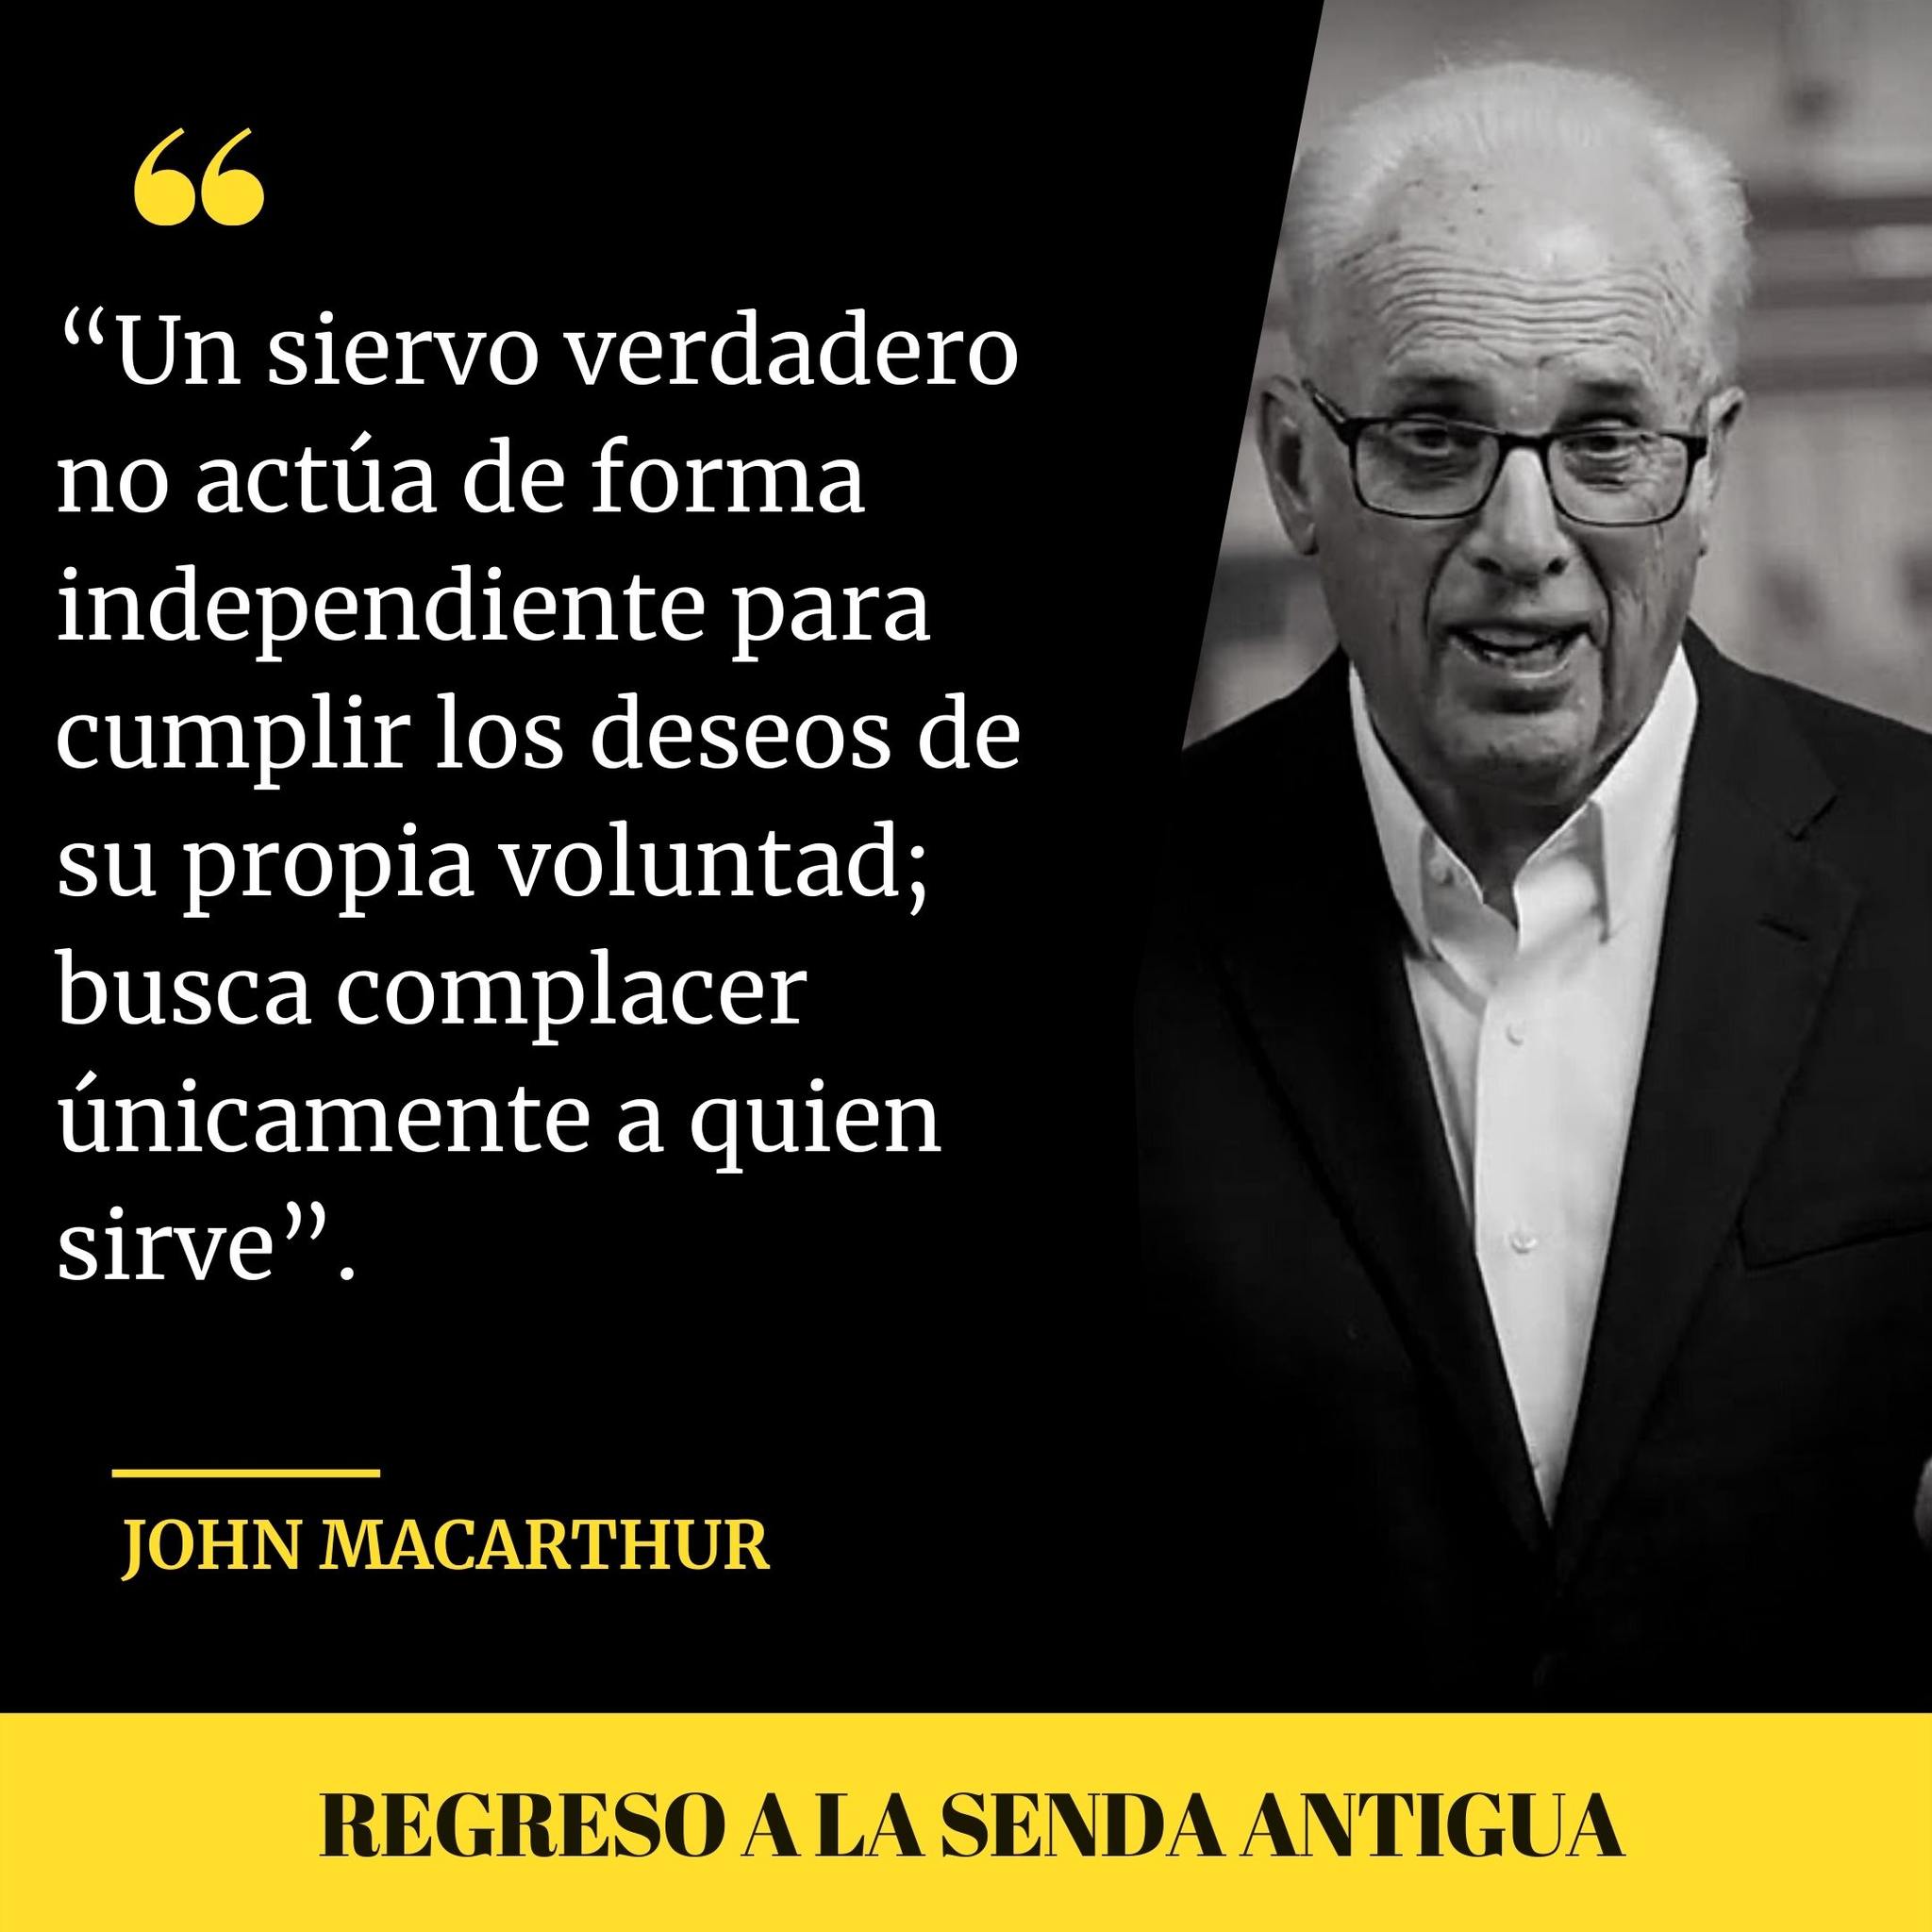 “
“Un siervo verdadero
no actúa de forma
independiente para
cumplir los deseos de
su propia voluntad;
busca complacer
únicamente a quien
sirve”.
JOHN MACARTHUR
REGRESO A LA SENDA ANTIGUA